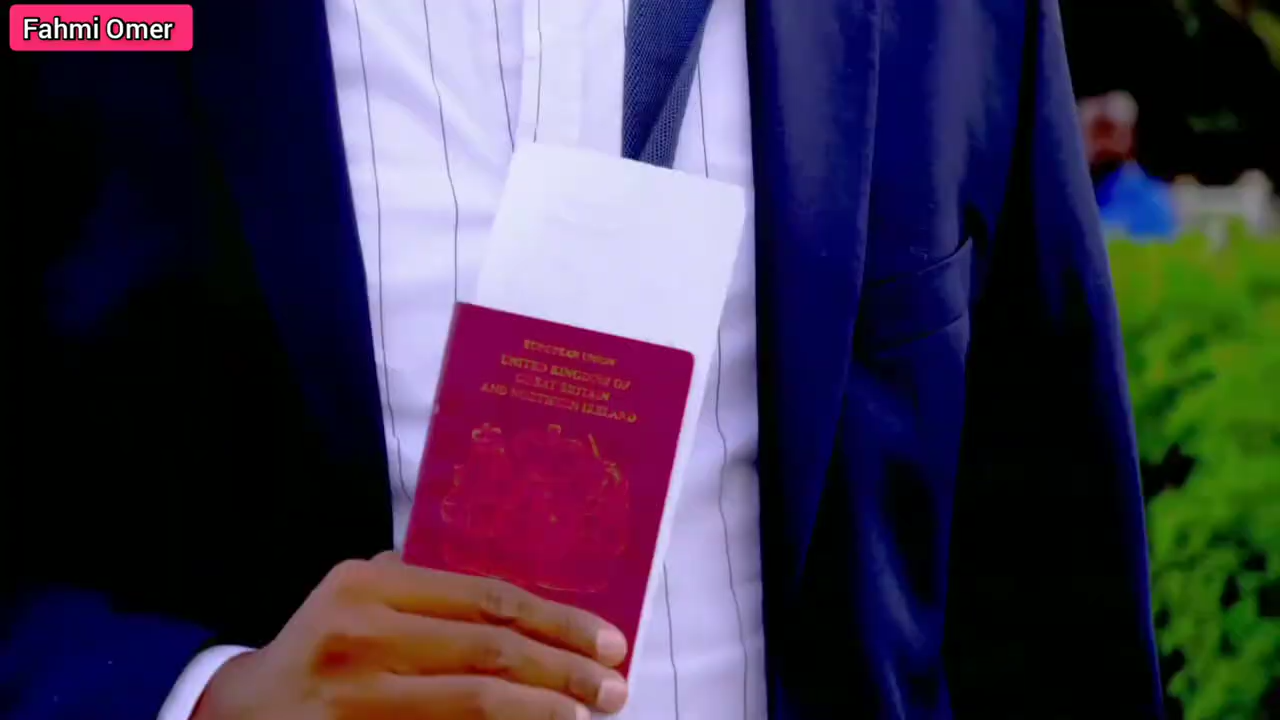 Fahmi Omer
EUROPEAN UNION
UNITED KINGDOM OF
GREAT BRITAIN
AND NORTHERN IRELAND